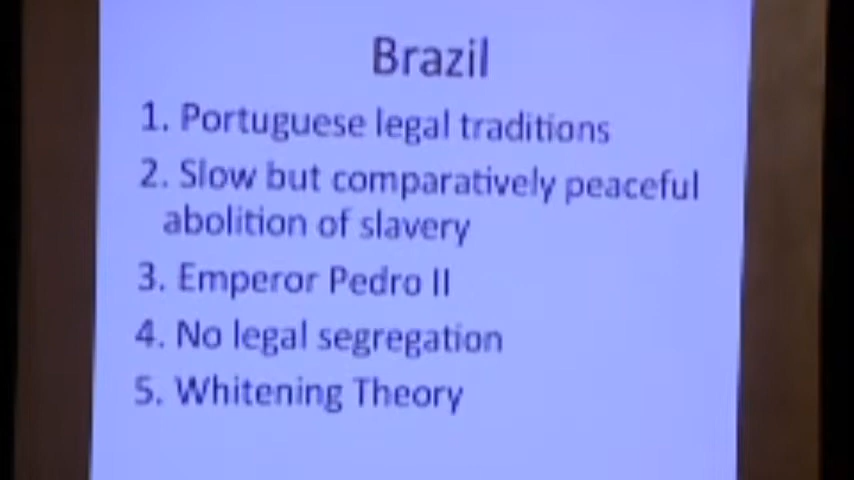 Brazil
1. Portuguese legal traditions
2. Slow but comparatively peaceful
abolition of slavery
3. Emperor Pedro II
4. No legal segregation
5. Whitening Theory